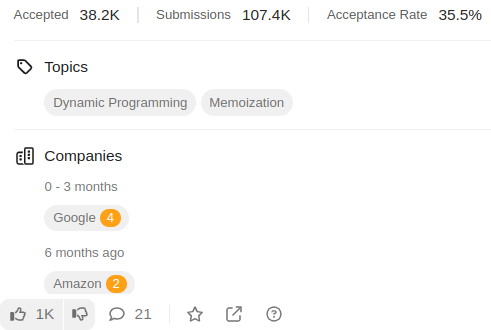 Accepted 38.2K Submissions 107.4K Acceptance Rate 35.5%
Topics
Dynamic Programming Memoization
Companies
0 - 3 months
Google 4
6 months ago
Amazon 2
1K 21